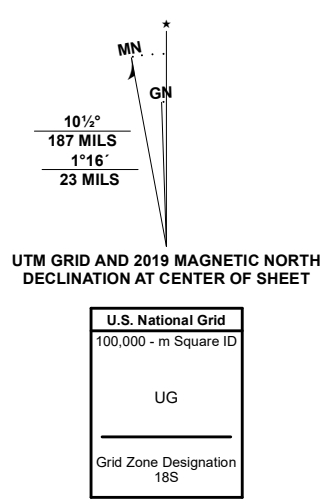 ★
MN
GN
10½°
187 MILS
1°16´
23 MILS
UTM GRID AND 2019 MAGNETIC NORTH
DECLINATION AT CENTER OF SHEET
U.S. National Grid
100,000 - m Square ID
UG
Grid Zone Designation
18S